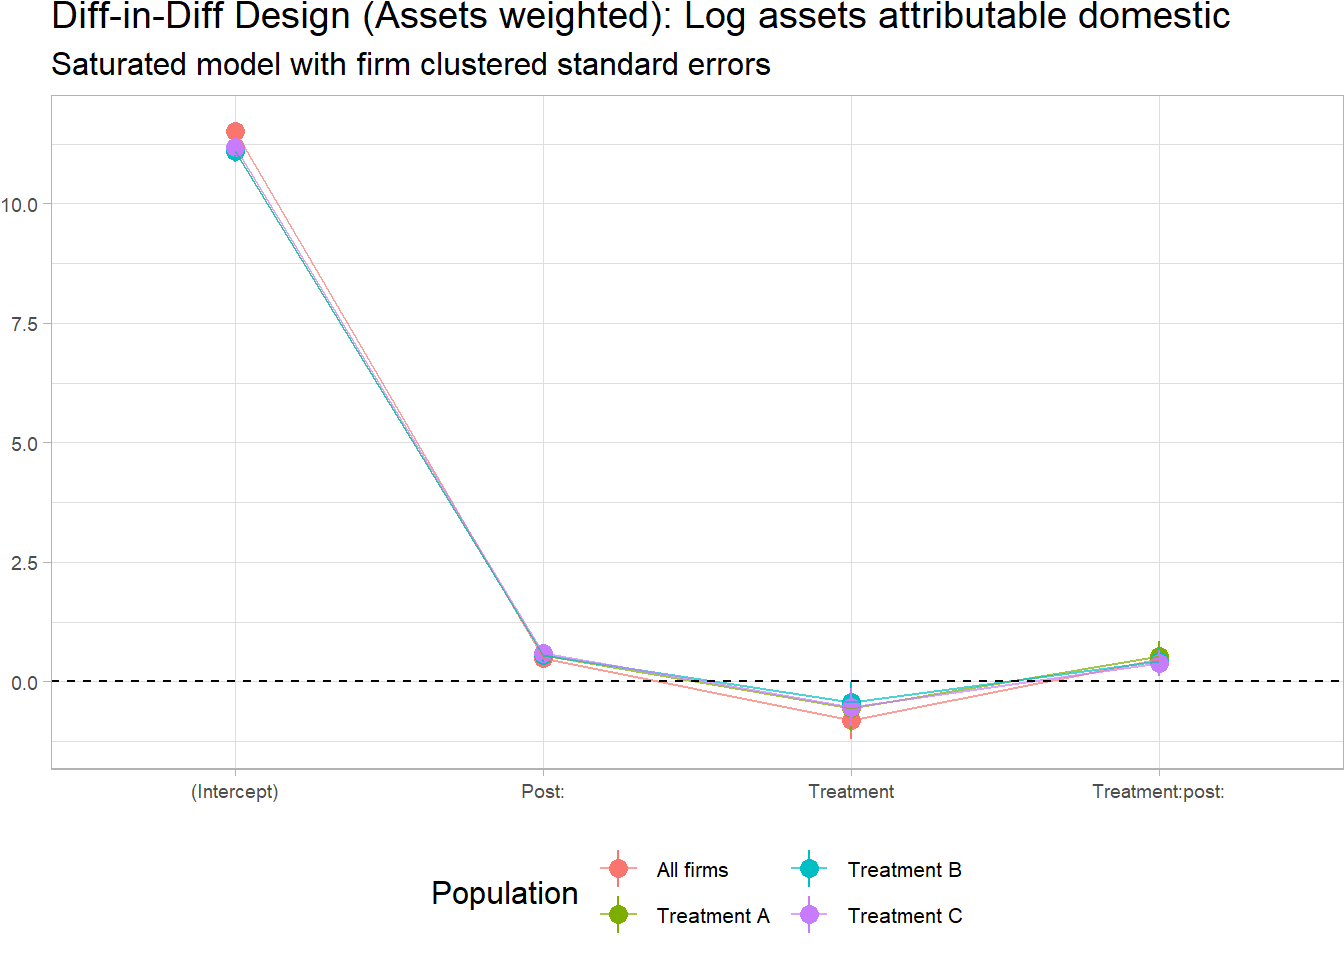 Diff-in-Diff Design (Assets weighted): Log assets attributable domestic
Saturated model with firm clustered standard errors
10.0
7.5
5.0
2.5
0.0
(Intercept)
Post:
Treatment
Treatment:post:
Population
All firms
Treatment B
Treatment A
Treatment C